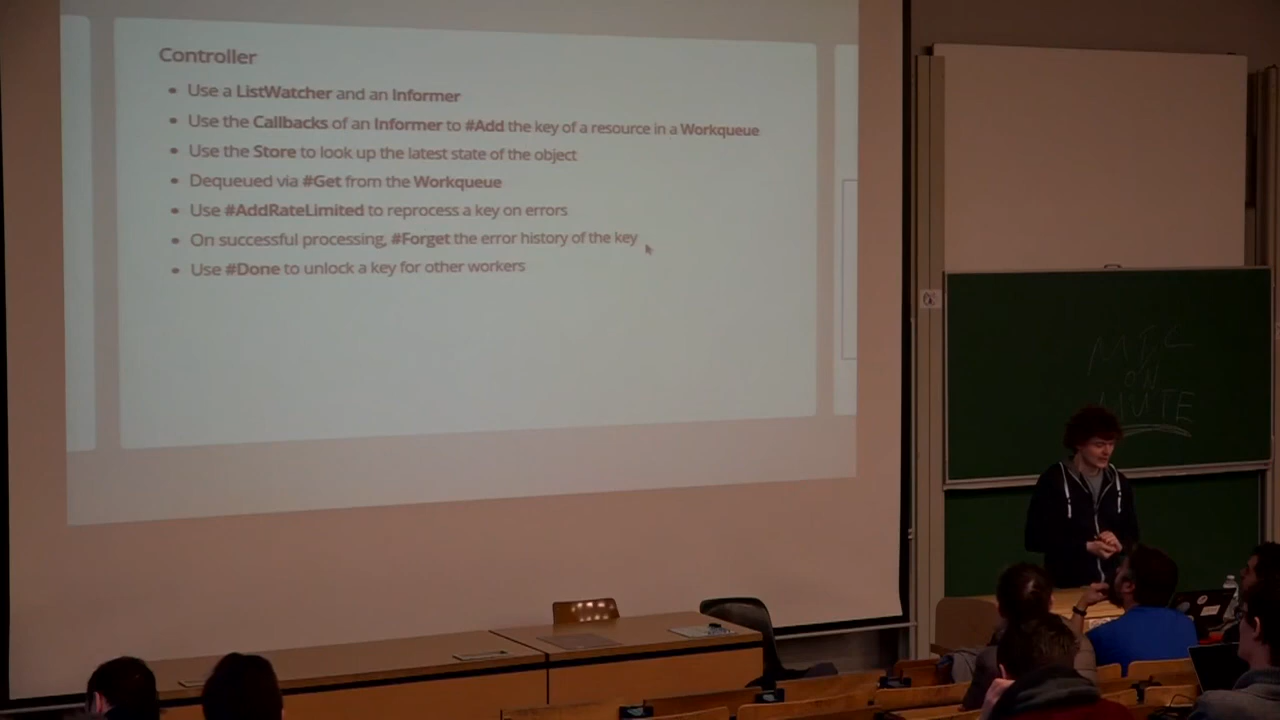 Controller
Use a ListWatcher and an Informer
Use the Callbacks of an Informer to #Add the key of a resource in a Workqueue
Use the Store to look up the latest state of the object
Dequeued via #Get from the Workqueue
Use #AddRateLimited to reprocess a key on errors
On successful processing, #Forget the error history of the key
Use #Done to unlock a key for other workers
MIC
ON
MUTE